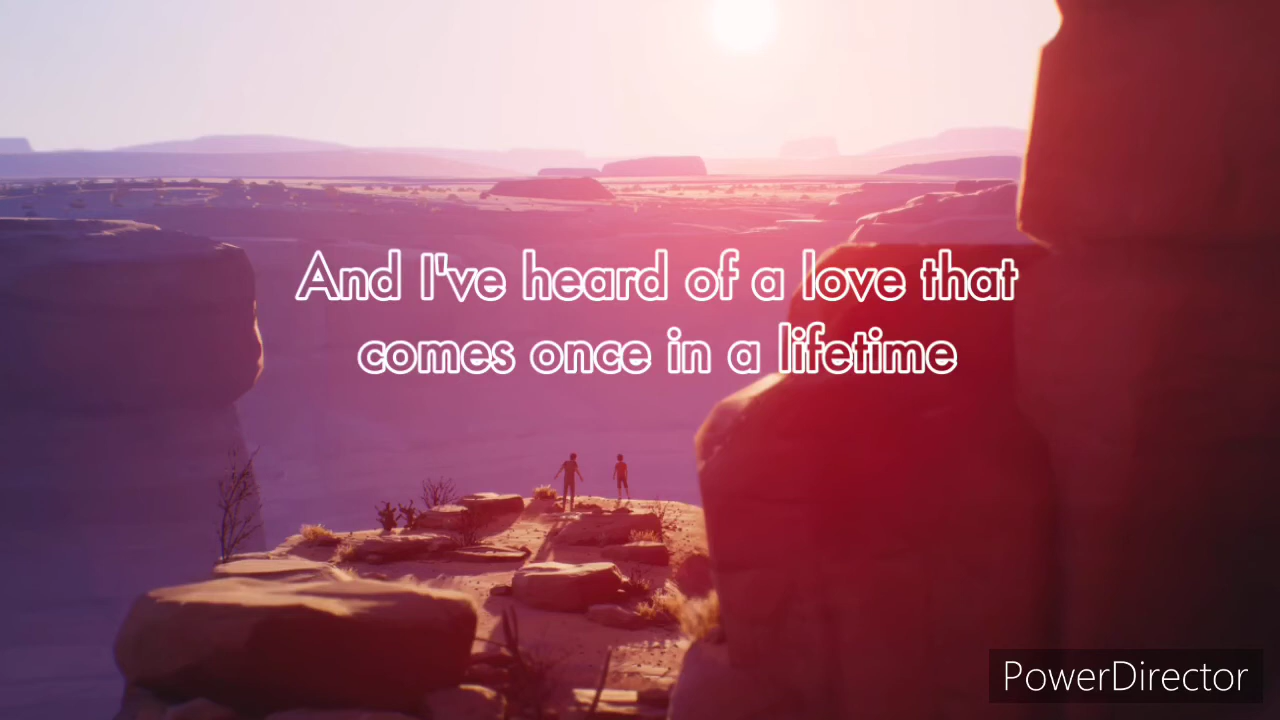 And I've heard of a love that
comes once in a lifetime
PowerDirector